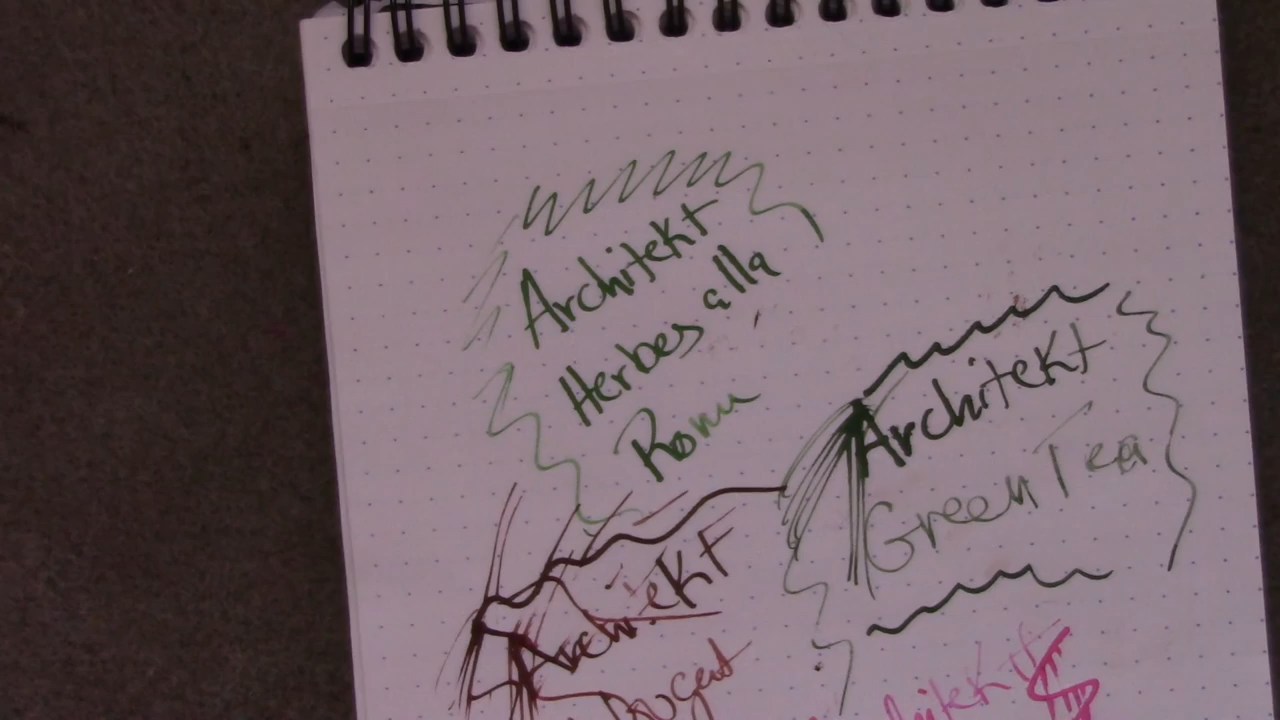 Architekt
Herbes alla
Roma
Architekt
Green Tea
Architekt